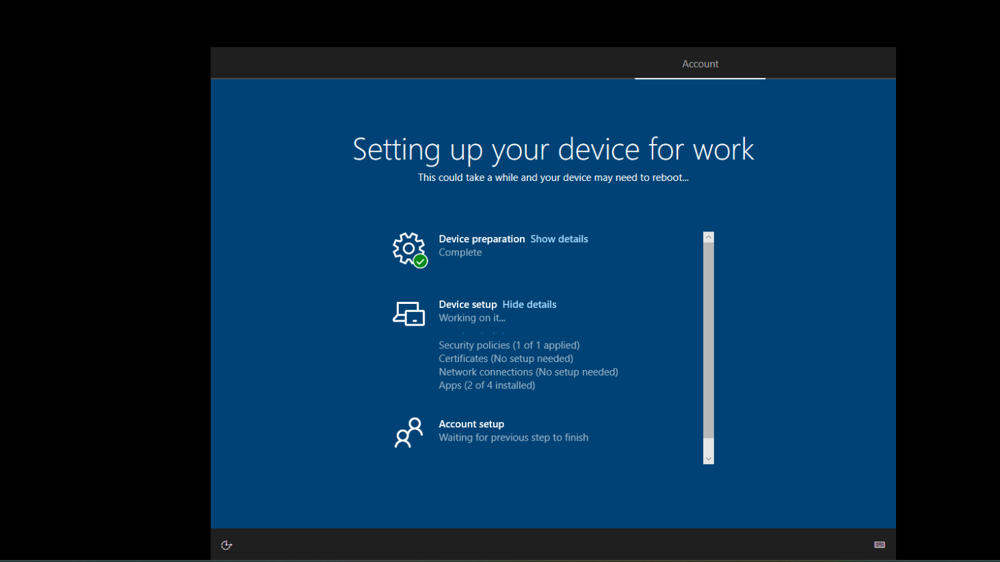 Account
Setting up your device for work
This could take a while and your device may need to reboot...
Device preparation Show details
Complete
Device setup Hide details
Working on it...
Security policies (1 of 1 applied)
Certificates (No setup needed)
Network connections (No setup needed)
Apps (2 of 4 installed)
Account setup
Waiting for previous step to finish